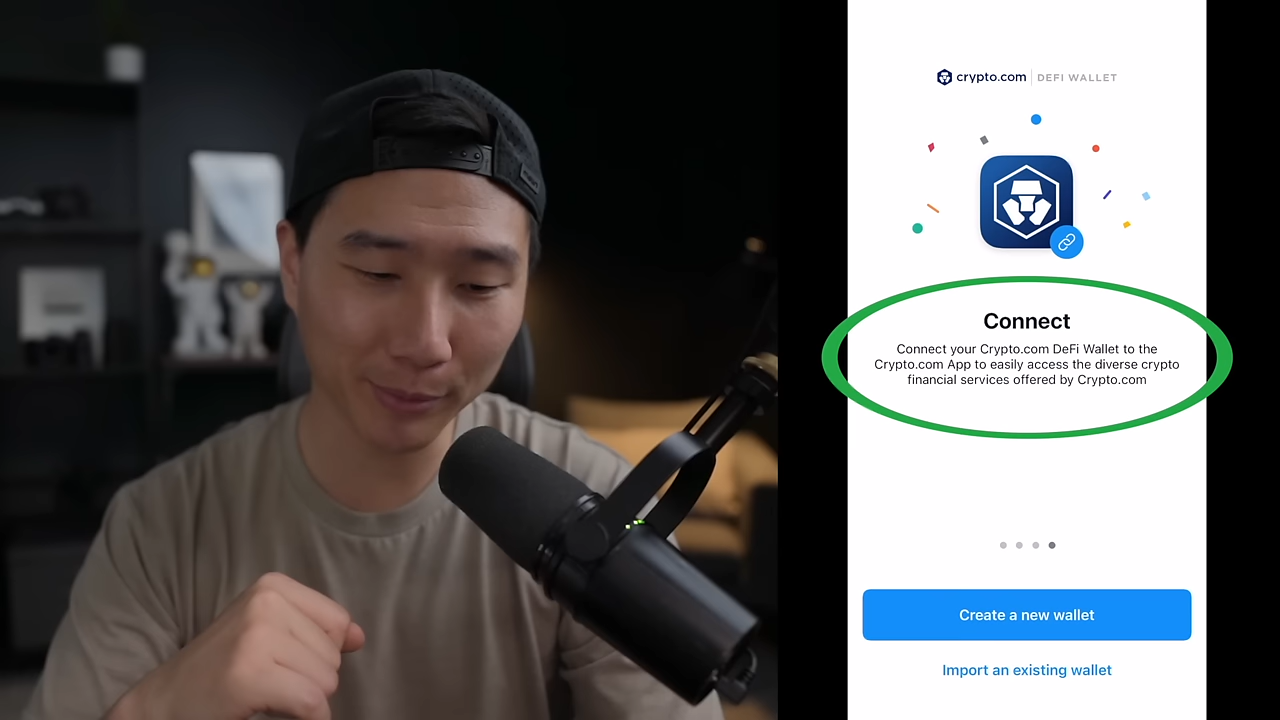 crypto.com | DEFI WALLET
Connect
Connect your Crypto.com DeFi Wallet to the
Crypto.com App to easily access the diverse crypto
financial services offered by Crypto.com
Create a new wallet
Import an existing wallet